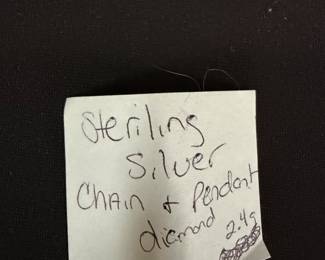 Steriling
Silver
Chain + Pendant
diamond 2.4g